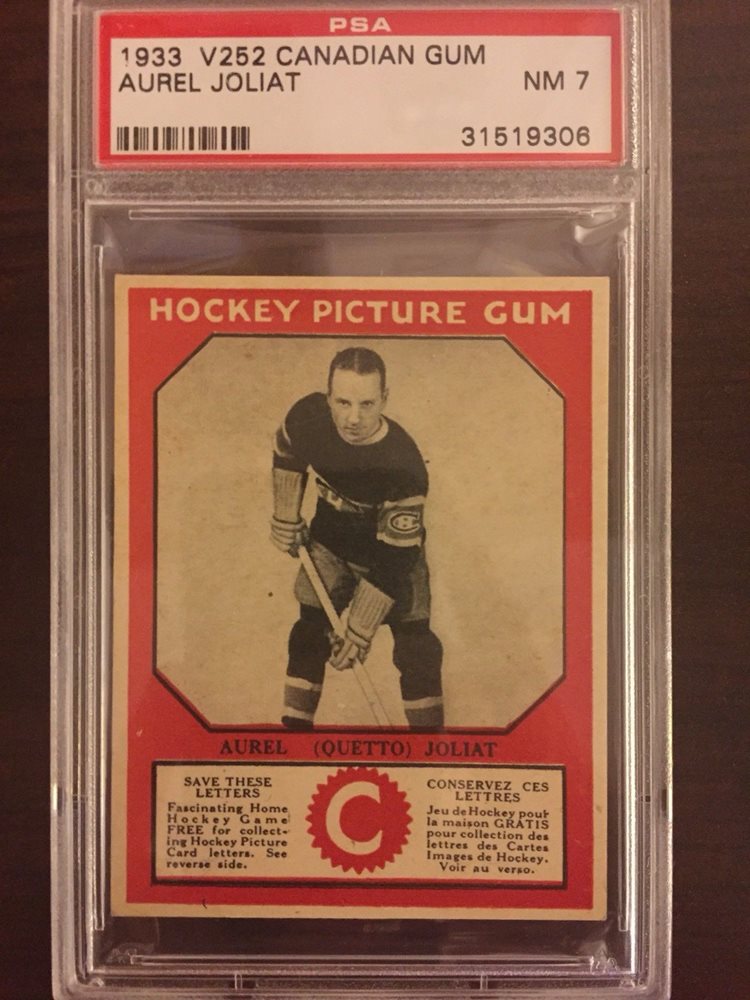 PSA
1933 V252 CANADIAN GUM
AUREL JOLIAT NM 7
31519306
HOCKEY PICTURE GUM
CH
AUREL (QUETTO) JOLIAT
SAVE THESE
LETTERS
Fascinating Home
Hockey Game
FREE for collect-
ing Hockey Picture
Card letters. See
reverse side.
C
CONSERVEZ CES
LETTRES
Jeu de Hockey pour
la maison GRATIS
pour collection des
lettres des Cartes
Images de Hockey.
Voir au verso.